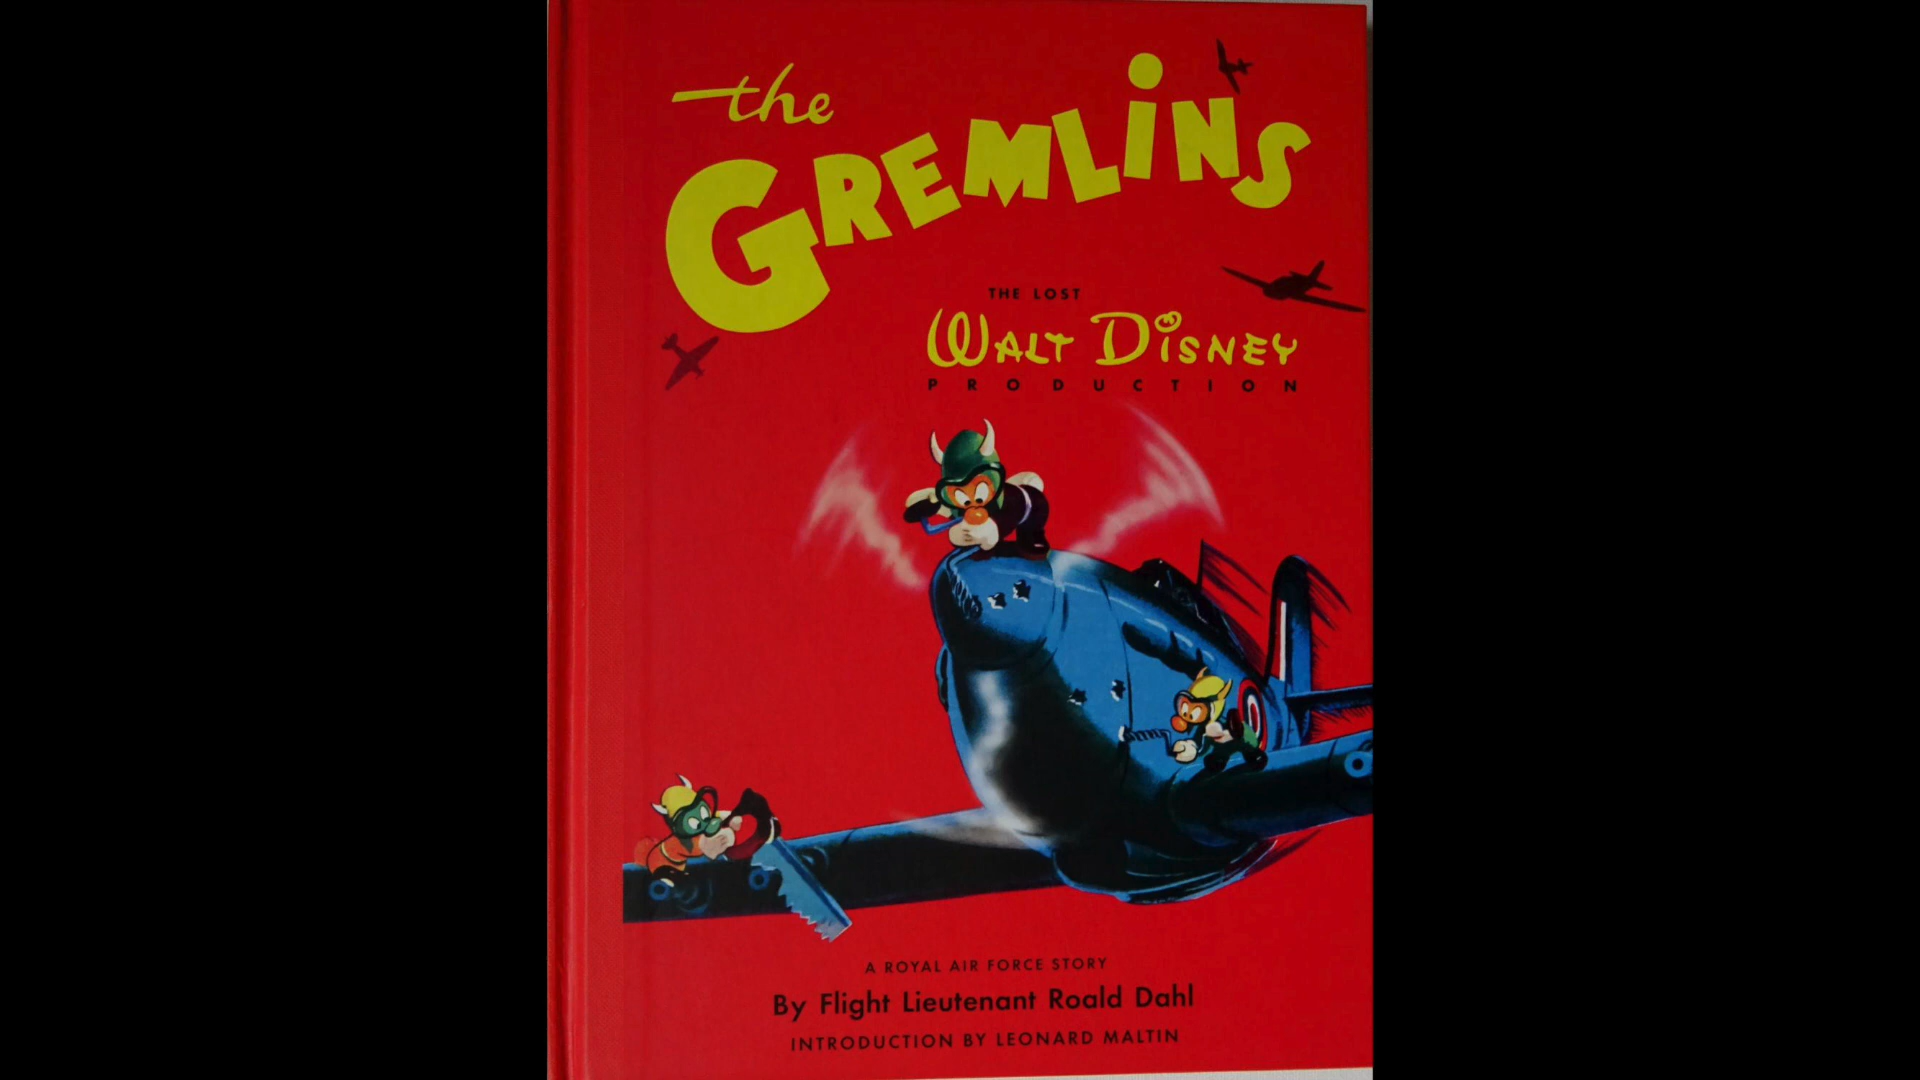 the
GREMLiNS
THE LOST
WALT DiSNEY
PRODUCTION
A ROYAL AIR FORCE STORY
By Flight Lieutenant Roald Dahl
INTRODUCTION BY LEONARD MALTIN